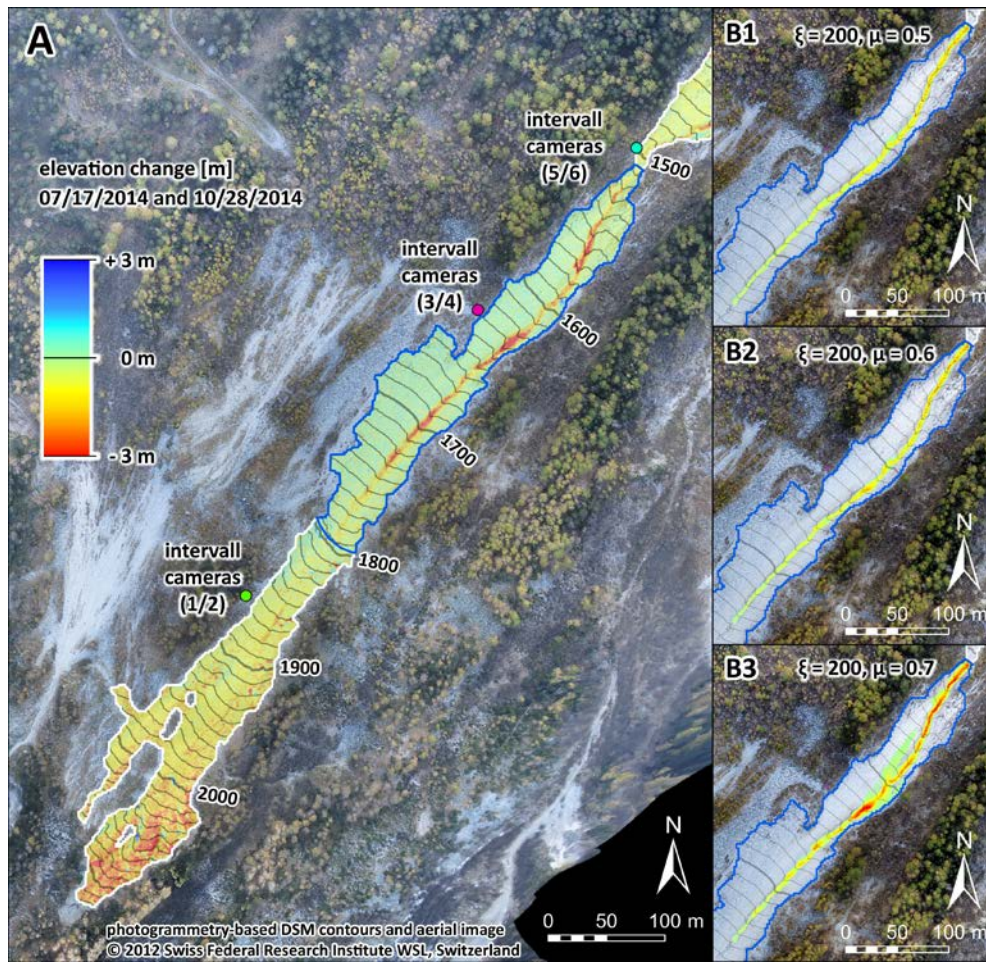 A
elevation change [m]
07/17/2014 and 10/28/2014
+ 3 m
0 m
- 3 m
intervall
cameras
(5/6)
1500
intervall
cameras
(3/4)
1600
1700
1800
intervall
cameras
(1/2)
1900
2000
N
0 50 100 m
photogrammetry-based DSM contours and aerial image
© 2012 Swiss Federal Research Institute WSL, Switzerland
B1
ξ = 200, μ = 0.5
N
0 50 100 m
B2
ξ = 200, μ = 0.6
N
0 50 100 m
B3
ξ = 200, μ = 0.7
N
0 50 100 m